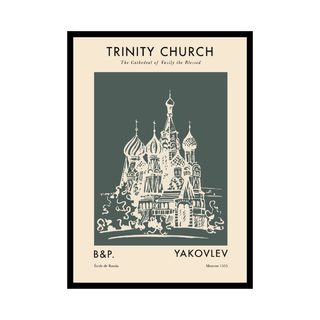 TRINITY CHURCH
The Cathedral of Vasily the Blessed
B&P. YAKOVLEV